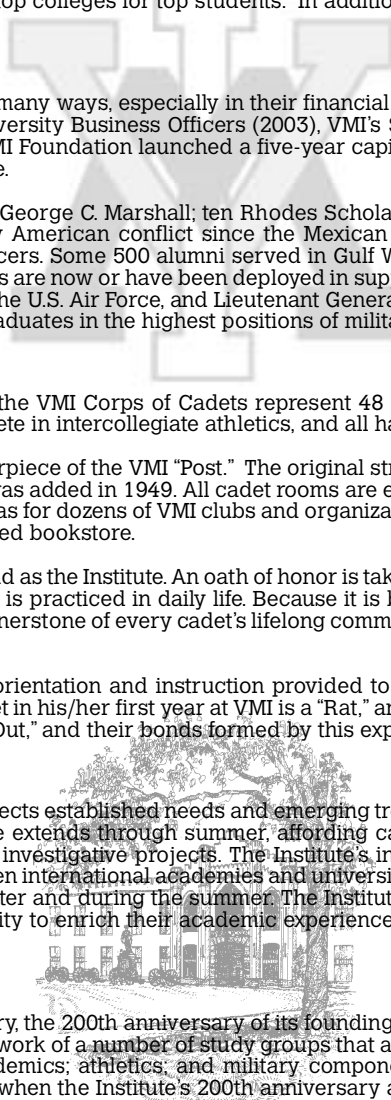 op colleges for top students. In addition
many ways, especially in their financial
versity Business Officers (2003), VMI's S
MI Foundation launched a five-year capi
e.
George C. Marshall; ten Rhodes Schola
y American conflict since the Mexican
cers. Some 500 alumni served in Gulf W
s are now or have been deployed in sup
he U.S. Air Force, and Lieutenant Genera
aduates in the highest positions of milita
the VMI Corps of Cadets represent 48
ete in intercollegiate athletics, and all ha
rpiece of the VMI “Post.” The original str
was added in 1949. All cadet rooms are e
as for dozens of VMI clubs and organiza
ed bookstore.
d as the Institute. An oath of honor is tak
is practiced in daily life. Because it is b
rnerstone of every cadet's lifelong comm
orientation and instruction provided to
et in his/her first year at VMI is a “Rat,” an
Out,” and their bonds formed by this exp
ects established needs and emerging tre
e extends through summer, affording ca
investigative projects. The Institute's in
en international academies and universi
ter and during the summer. The Institut
ity to enrich their academic experience
ry, the 200th anniversary of its founding
work of a number of study groups that a
demics; athletics; and military compon
when the Institute's 200th anniversary a